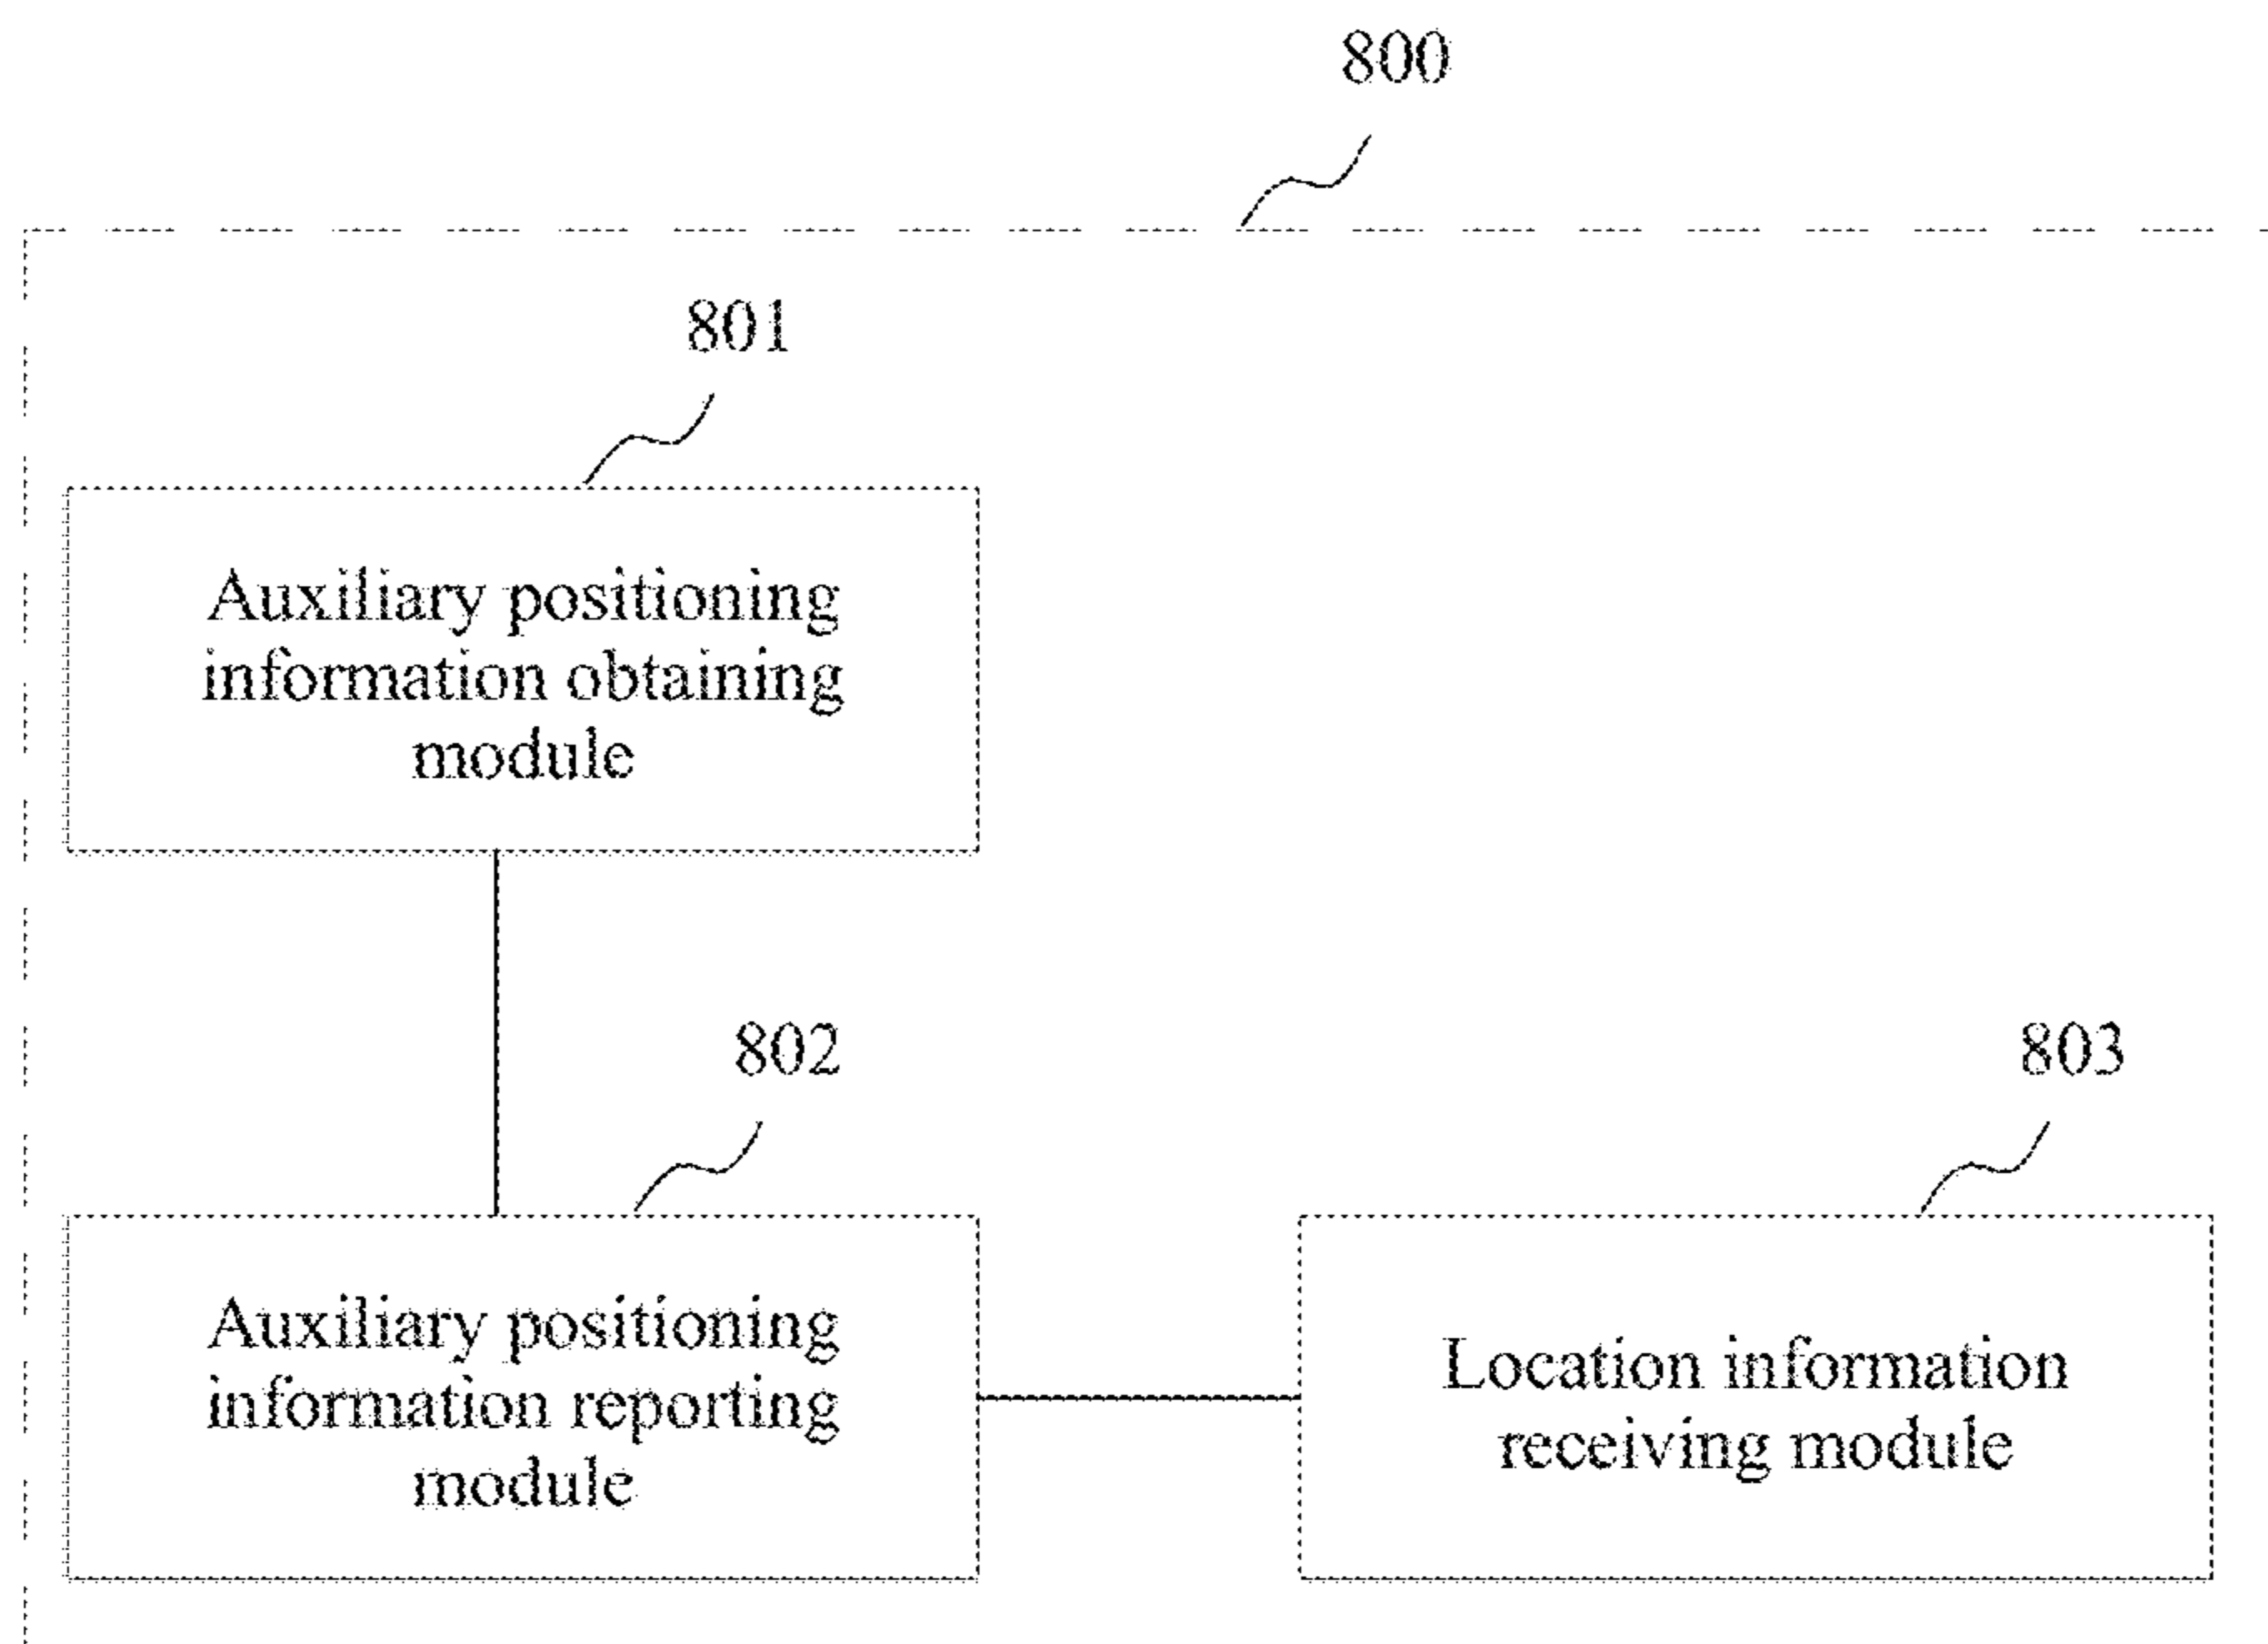 800
801
Auxiliary positioning
information obtaining
module
802
803
Auxiliary positioning
information reporting
module
Location information
receiving module